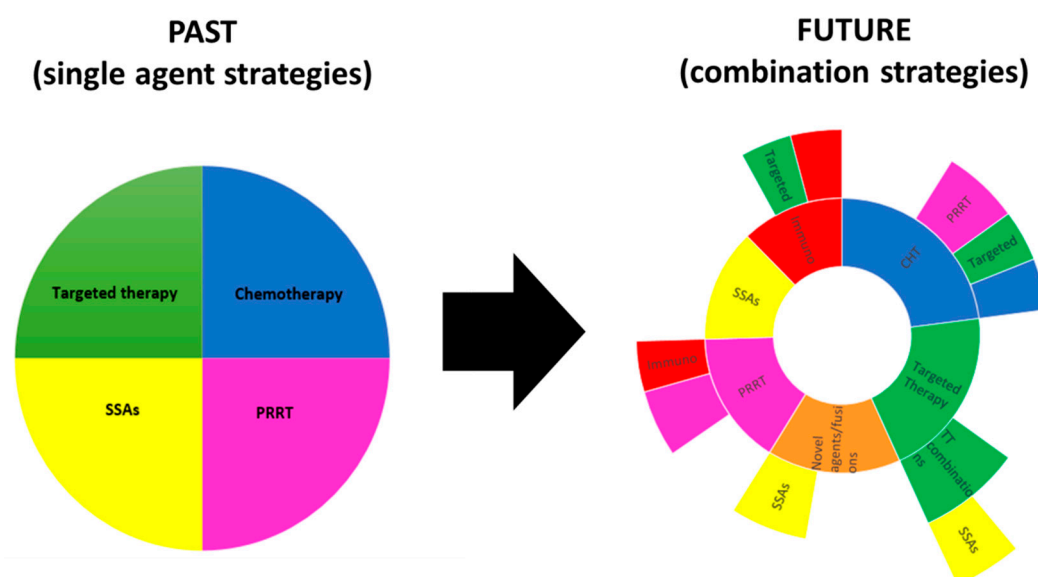 PAST
(single agent strategies)
FUTURE
(combination strategies)
Targeted therapy
Chemotherapy
SSAs
PRRT
Targeted
Immuno
CHT
PRRT
Targeted
SSAs
Immuno
PRRT
Targeted
Therapy
Novel
agents/fusi
ons
TT
combinatio
ns
SSAs
SSAs